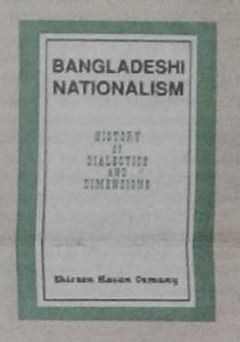 BANGLADESHI
NATIONALISM
HISTORY
OF
DIALECTICS
AND
DIMENSIONS
Shireen Hasan Osmany